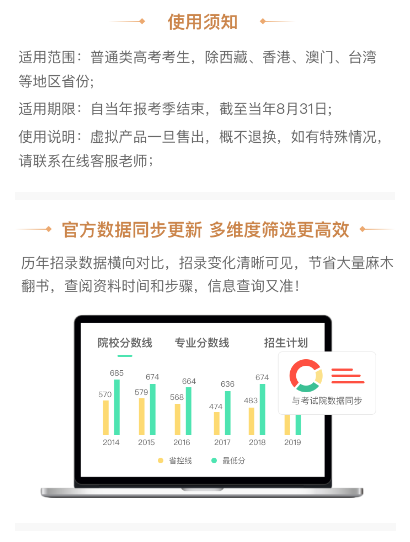 使用须知
适用范围：普通类高考考生，除西藏、香港、澳门、台湾
等地区省份；
适用期限：自当年报考季结束，截至当年8月31日；
使用说明：虚拟产品一旦售出，概不退换，如有特殊情况，
请联系在线客服老师；
官方数据同步更新 多维度筛选更高效
历年招录数据横向对比，招录变化清晰可见，节省大量麻木
翻书，查阅资料时间和步骤，信息查询又准！
院校分数线 专业分数线 招生计划
570 685 579 674 568 664 474 636 483 674
与考试院数据同步
2014 2015 2016 2017 2018 2019
省控线 最低分